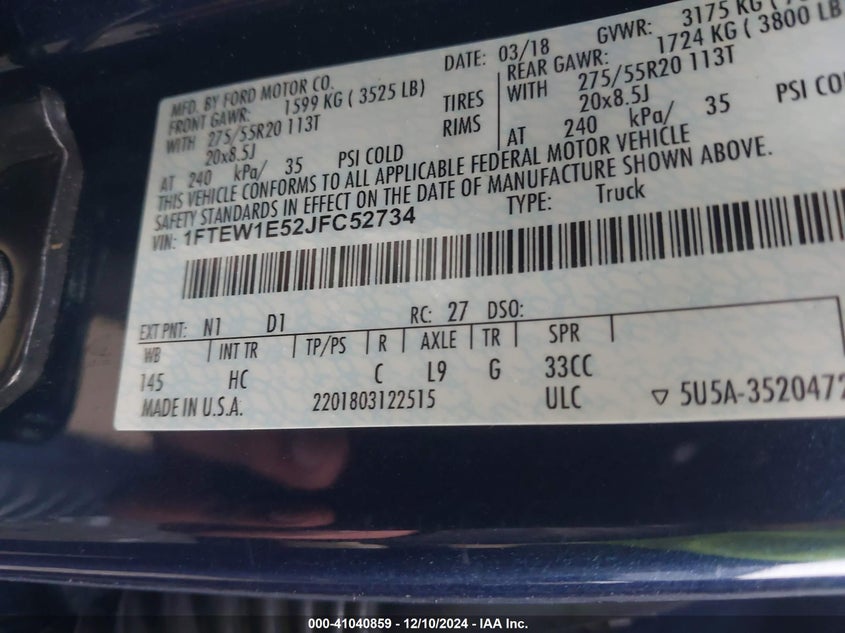 MFD. BY FORD MOTOR CO. DATE: 03/18 GVWR: 3175 KG
FRONT GAWR: 1599 KG ( 3525 LB) REAR GAWR: 1724 KG ( 3800 LB
WITH 275/55R20 113T TIRES WITH 275/55R20 113T
20x8.5J RIMS 20x8.5J
AT 240 kPa/ 35 PSI COLD AT 240 kPa/ 35 PSI CO
THIS VEHICLE CONFORMS TO ALL APPLICABLE FEDERAL MOTOR VEHICLE
SAFETY STANDARDS IN EFFECT ON THE DATE OF MANUFACTURE SHOWN ABOVE.
VIN: 1FTEW1E52JFC52734 TYPE: Truck
EXT PNT: N1 D1 RC: 27 DSO:
WB INT TR TP/PS R AXLE TR SPR
145 HC C L9 G 33CC
MADE IN U.S.A. 2201803122515 ULC ▽ 5U5A-3520472
000-41040859 — 12/10/2024 — IAA Inc.